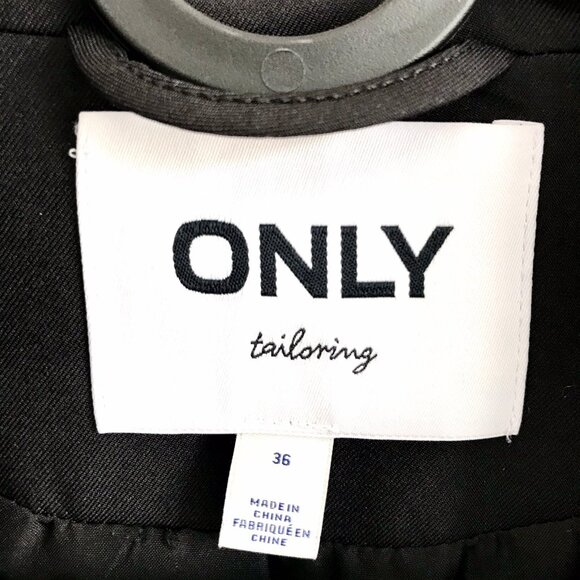 ONLY
tailoring
36
MADE IN
CHINA
FABRIQUÉ EN
CHINE